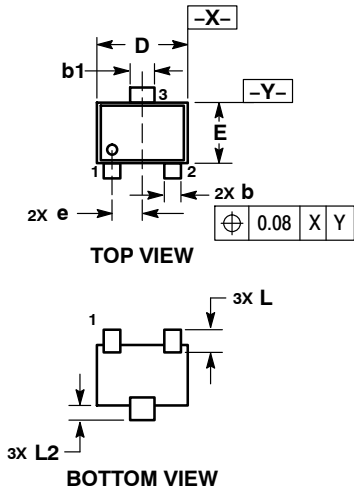 –X–
D
b1
3
–Y–
E
1
2
2X e
2X b
⌖ 0.08 X Y
TOP VIEW
1
3X L
3X L2
BOTTOM VIEW